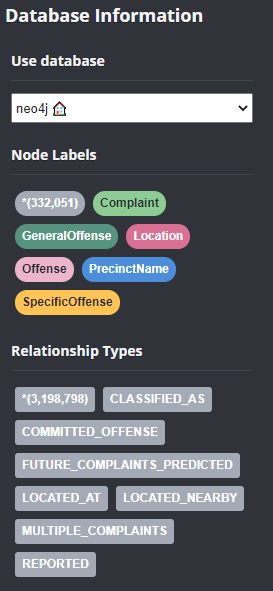 Database Information
Use database
neo4j
Node Labels
*(332,051) Complaint
GeneralOffense Location
Offense PrecinctName
SpecificOffense
Relationship Types
*(3,198,798) CLASSIFIED_AS
COMMITTED_OFFENSE
FUTURE_COMPLAINTS_PREDICTED
LOCATED_AT LOCATED_NEARBY
MULTIPLE_COMPLAINTS
REPORTED